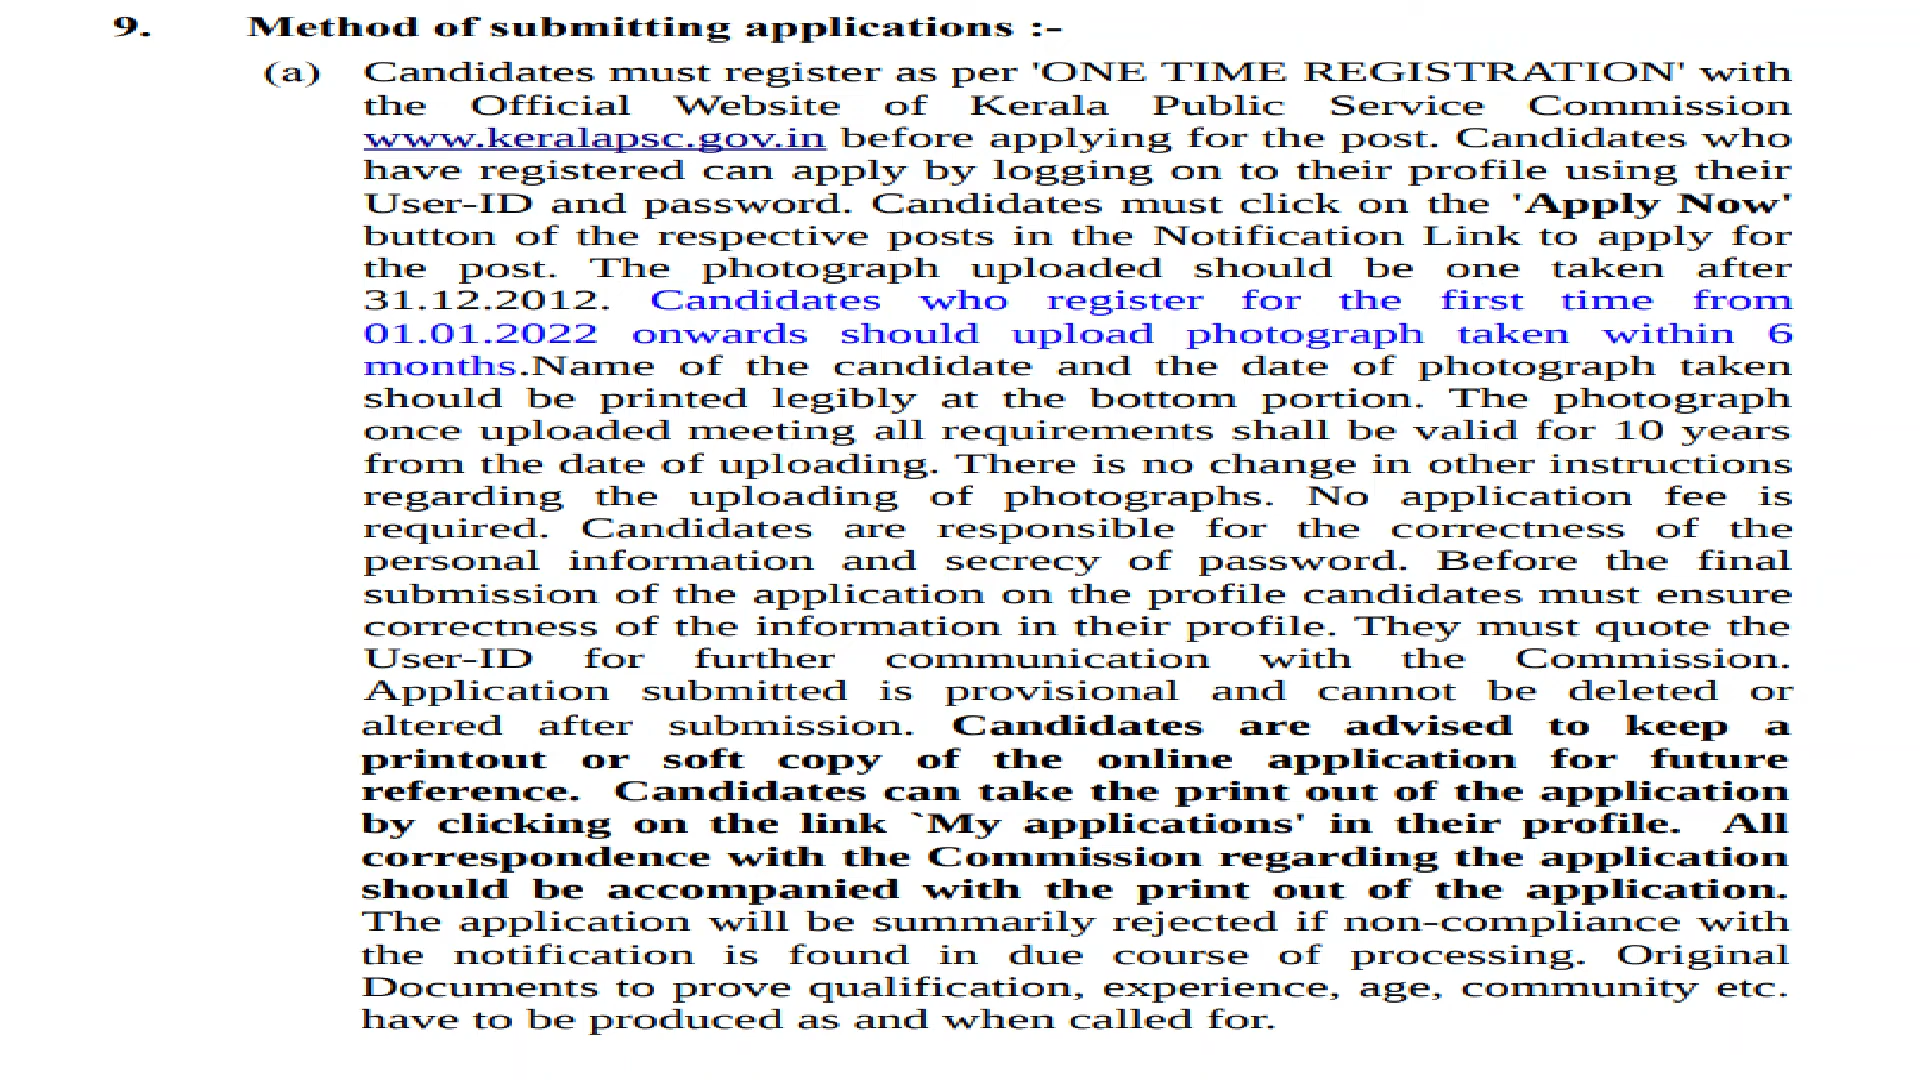 9. Method of submitting applications :-
(a) Candidates must register as per 'ONE TIME REGISTRATION' with
the Official Website of Kerala Public Service Commission
www.keralapsc.gov.in before applying for the post. Candidates who
have registered can apply by logging on to their profile using their
User-ID and password. Candidates must click on the 'Apply Now'
button of the respective posts in the Notification Link to apply for
the post. The photograph uploaded should be one taken after
31.12.2012. Candidates who register for the first time from
01.01.2022 onwards should upload photograph taken within 6
months.Name of the candidate and the date of photograph taken
should be printed legibly at the bottom portion. The photograph
once uploaded meeting all requirements shall be valid for 10 years
from the date of uploading. There is no change in other instructions
regarding the uploading of photographs. No application fee is
required. Candidates are responsible for the correctness of the
personal information and secrecy of password. Before the final
submission of the application on the profile candidates must ensure
correctness of the information in their profile. They must quote the
User-ID for further communication with the Commission.
Application submitted is provisional and cannot be deleted or
altered after submission. Candidates are advised to keep a
printout or soft copy of the online application for future
reference. Candidates can take the print out of the application
by clicking on the link `My applications' in their profile. All
correspondence with the Commission regarding the application
should be accompanied with the print out of the application.
The application will be summarily rejected if non-compliance with
the notification is found in due course of processing. Original
Documents to prove qualification, experience, age, community etc.
have to be produced as and when called for.